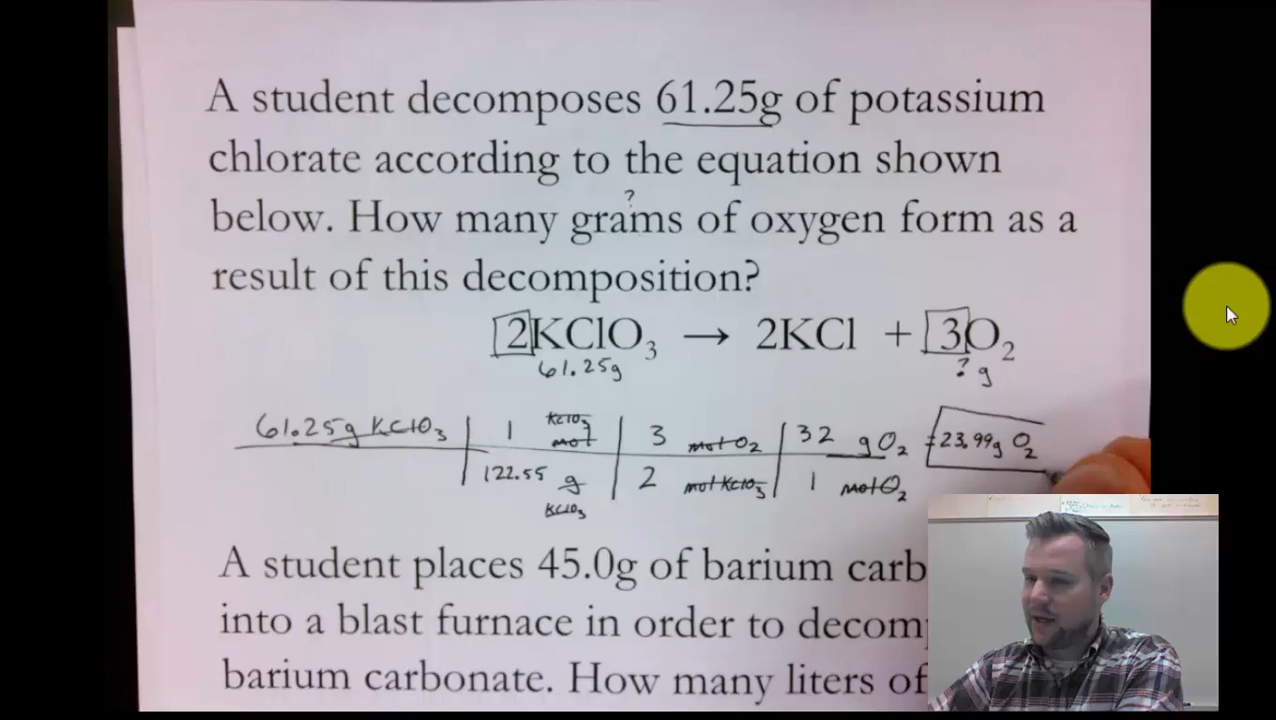 A student decomposes 61.25g of potassium
chlorate according to the equation shown
?
below. How many grams of oxygen form as a
result of this decomposition?
2KClO₃ → 2KCl + 3O₂
61.25g ? g
61.25g KClO₃ | 1 KClO₃ mol | 3 mol O₂ | 32 g O₂ = 23.99g O₂
122.55 g KClO₃ | 2 mol KClO₃ | 1 mol O₂
A student places 45.0g of barium carb
into a blast furnace in order to decom
barium carbonate. How many liters of